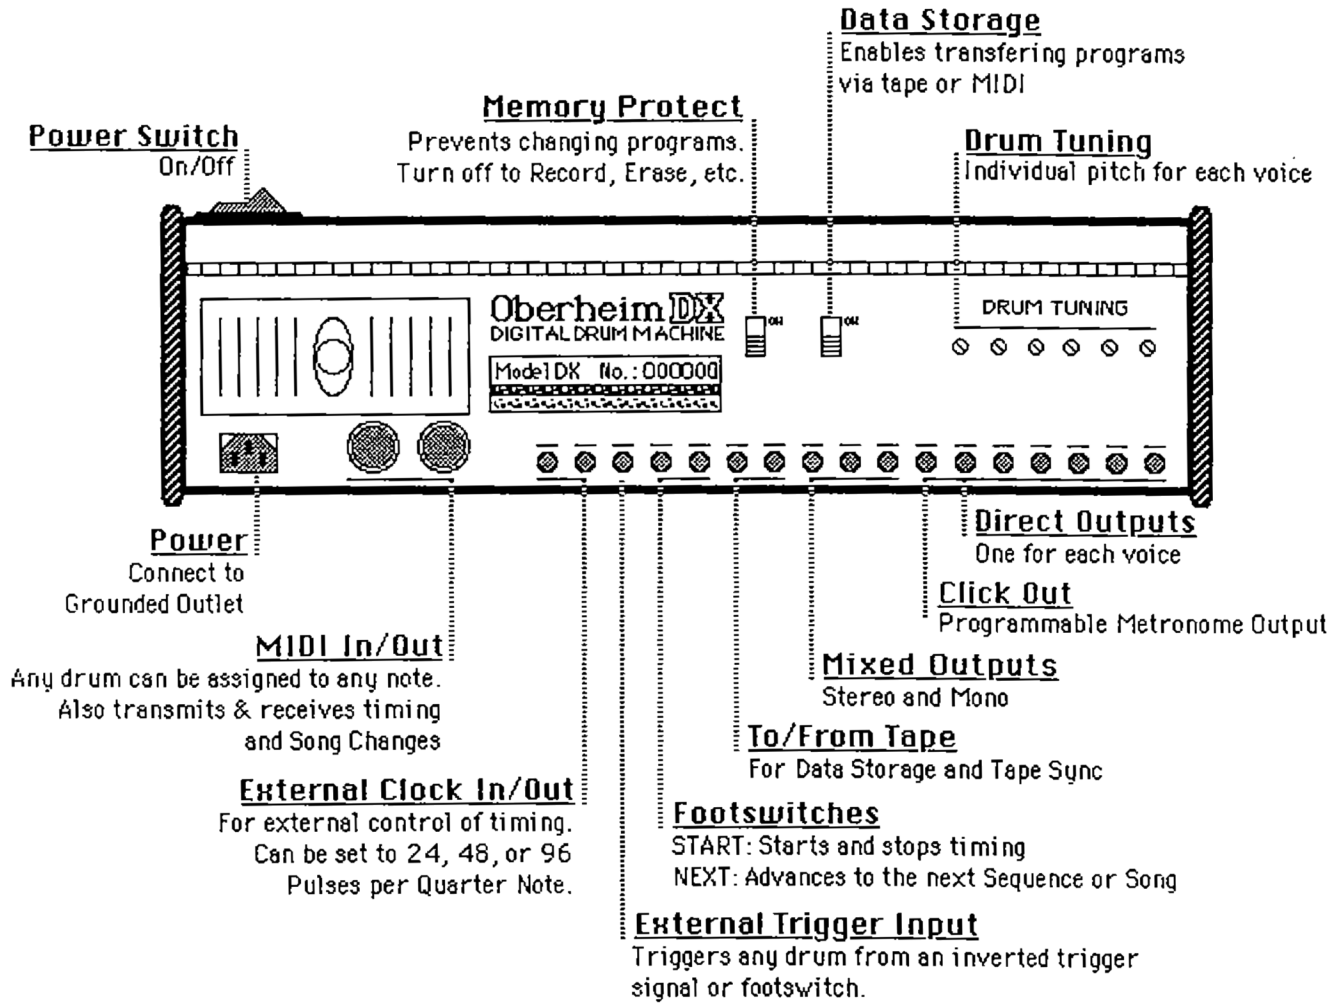 Data Storage
Enables transfering programs
via tape or MIDI
Memory Protect
Prevents changing programs.
Turn off to Record, Erase, etc.
Power Switch
On/Off
Drum Tuning
Individual pitch for each voice
Oberheim DX
DIGITAL DRUM MACHINE
Model DX No.: 000000
ON
ON
DRUM TUNING
Power
Connect to
Grounded Outlet
MIDI In/Out
Any drum can be assigned to any note.
Also transmits & receives timing
and Song Changes
External Clock In/Out
For external control of timing.
Can be set to 24, 48, or 96
Pulses per Quarter Note.
Direct Outputs
One for each voice
Click Out
Programmable Metronome Output
Mixed Outputs
Stereo and Mono
To/From Tape
For Data Storage and Tape Sync
Footswitches
START: Starts and stops timing
NEXT: Advances to the next Sequence or Song
External Trigger Input
Triggers any drum from an inverted trigger
signal or footswitch.